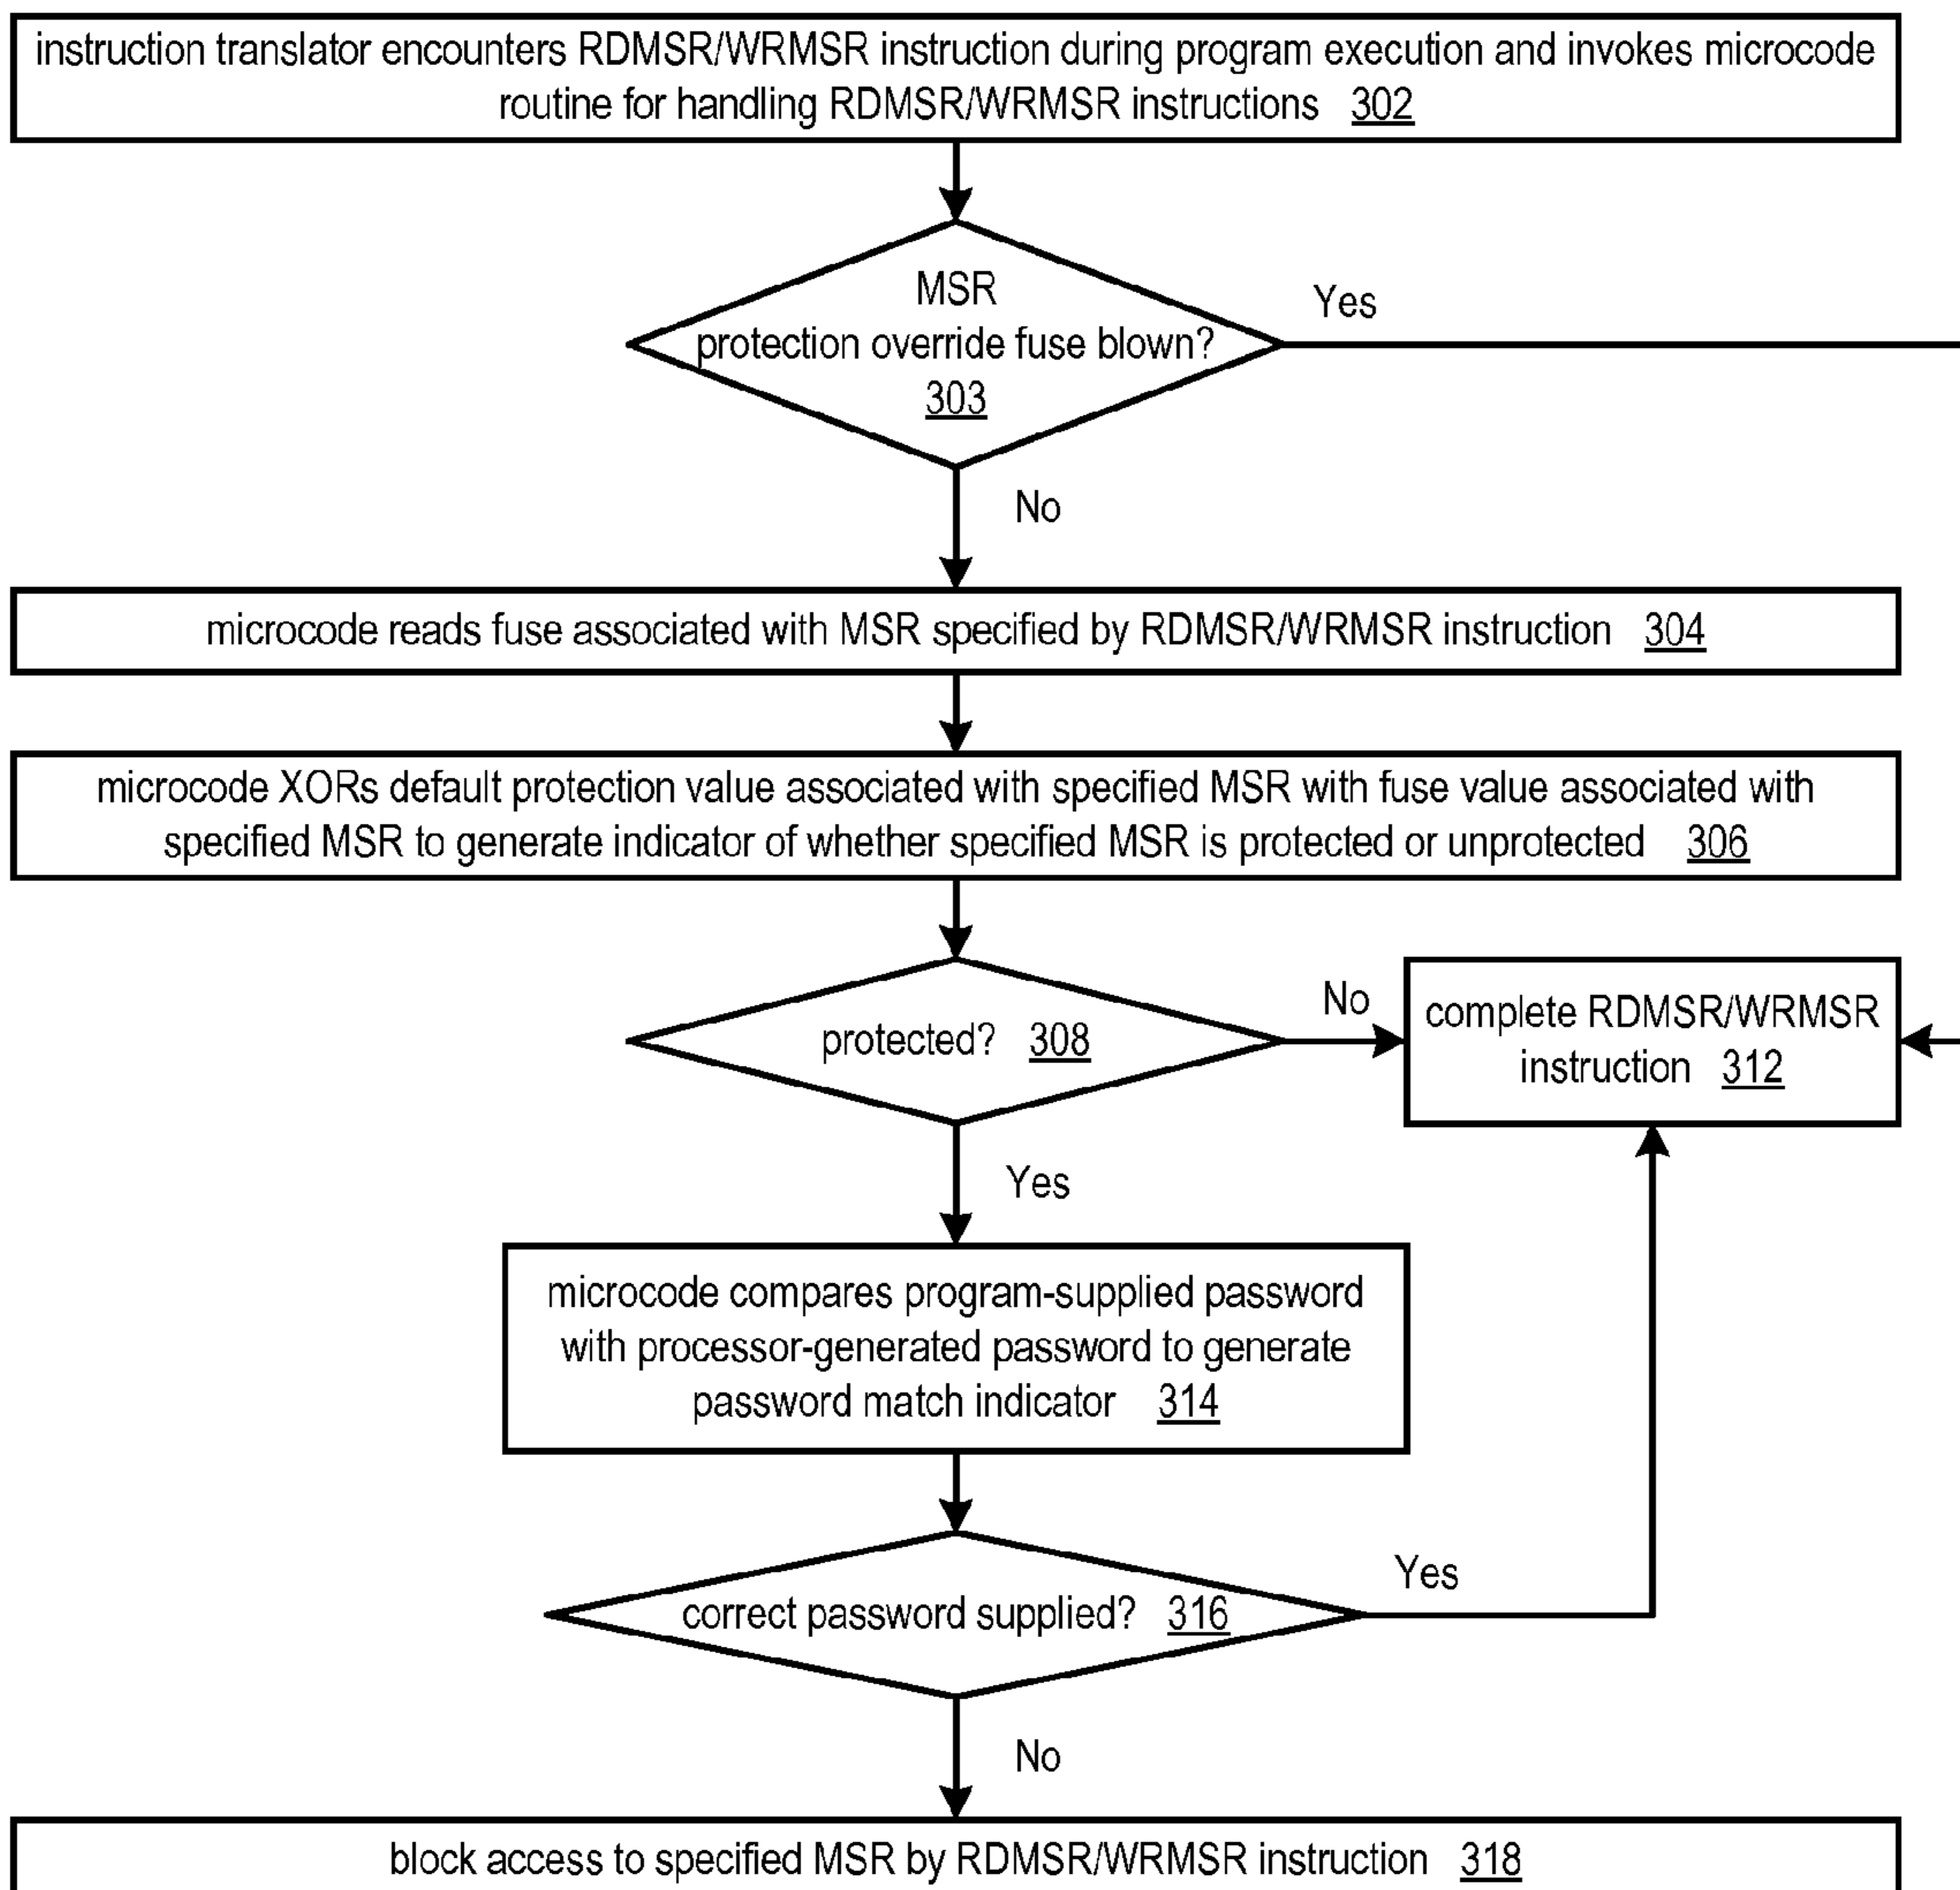 instruction translator encounters RDMSR/WRMSR instruction during program execution and invokes microcode
routine for handling RDMSR/WRMSR instructions 302
MSR
protection override fuse blown?
303
Yes
No
microcode reads fuse associated with MSR specified by RDMSR/WRMSR instruction 304
microcode XORs default protection value associated with specified MSR with fuse value associated with
specified MSR to generate indicator of whether specified MSR is protected or unprotected 306
protected? 308
No
complete RDMSR/WRMSR
instruction 312
Yes
microcode compares program-supplied password
with processor-generated password to generate
password match indicator 314
correct password supplied? 316
Yes
No
block access to specified MSR by RDMSR/WRMSR instruction 318